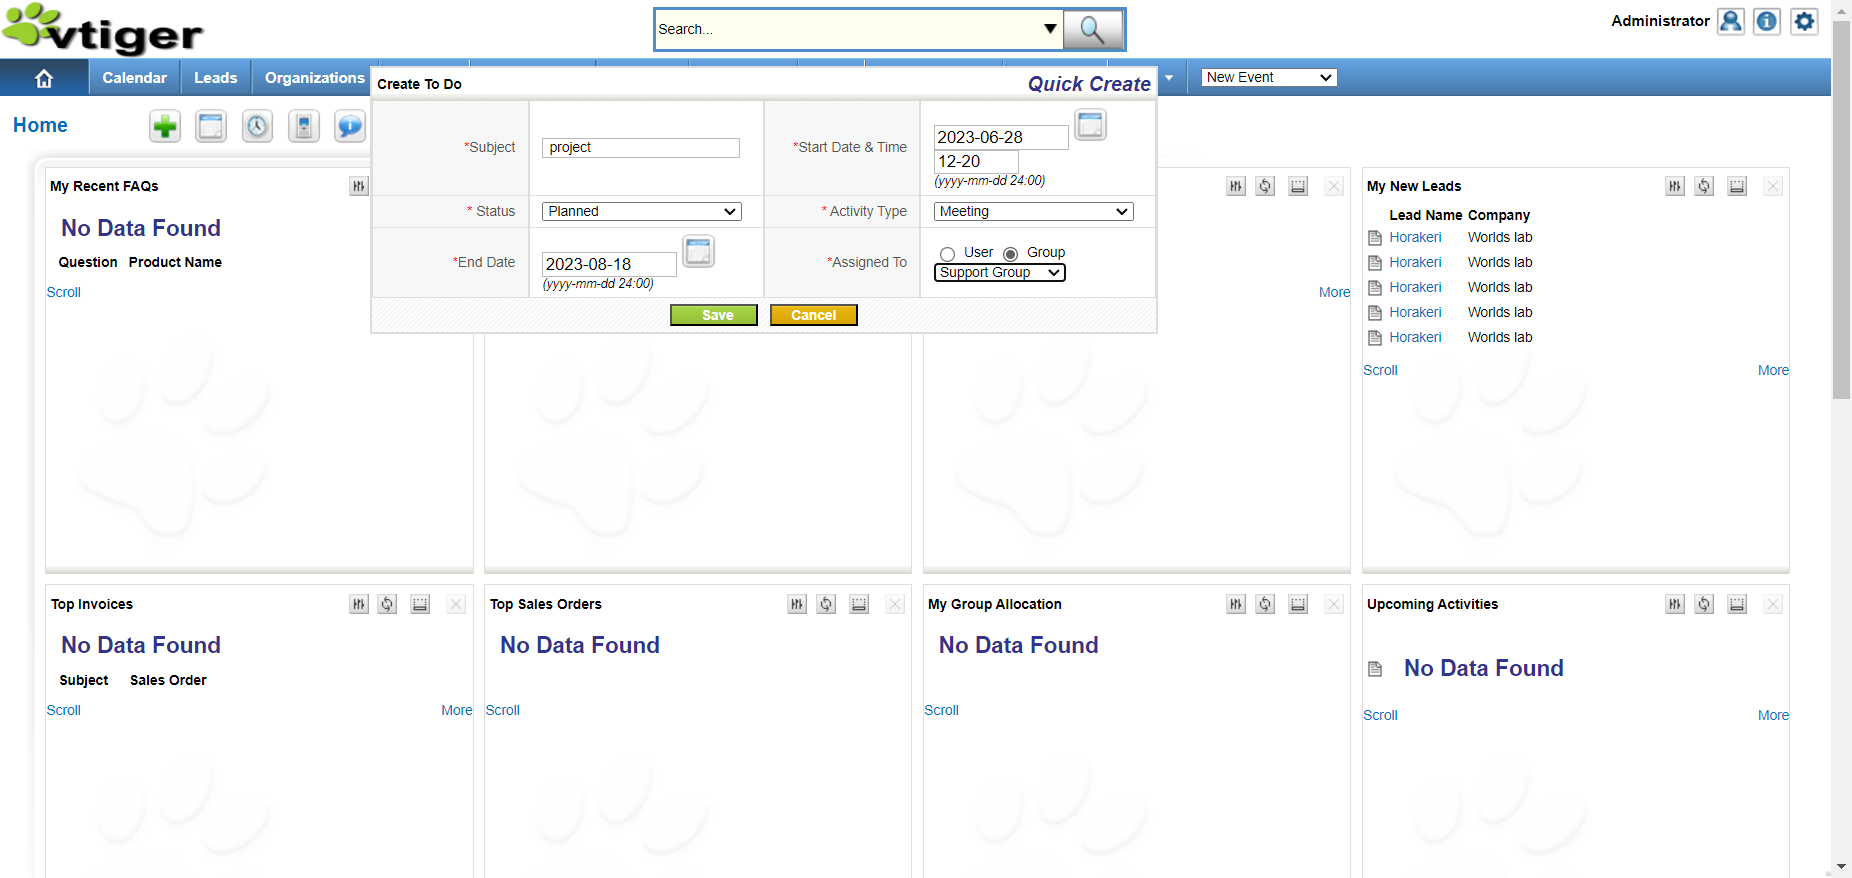 vtiger
Search...
Administrator
Calendar
Leads
Organizations
New Event
Create To Do
Quick Create
*Subject
project
*Start Date & Time
2023-06-28
12-20
(yyyy-mm-dd 24:00)
* Status
Planned
* Activity Type
Meeting
*End Date
2023-08-18
(yyyy-mm-dd 24:00)
*Assigned To
User
Group
Support Group
Save
Cancel
Home
My Recent FAQs
No Data Found
Question Product Name
Scroll
More
My New Leads
Lead Name Company
Horakeri Worlds lab
Horakeri Worlds lab
Horakeri Worlds lab
Horakeri Worlds lab
Horakeri Worlds lab
Scroll
More
Top Invoices
No Data Found
Subject Sales Order
Scroll
More
Top Sales Orders
No Data Found
Scroll
My Group Allocation
No Data Found
Scroll
Upcoming Activities
No Data Found
Scroll
More